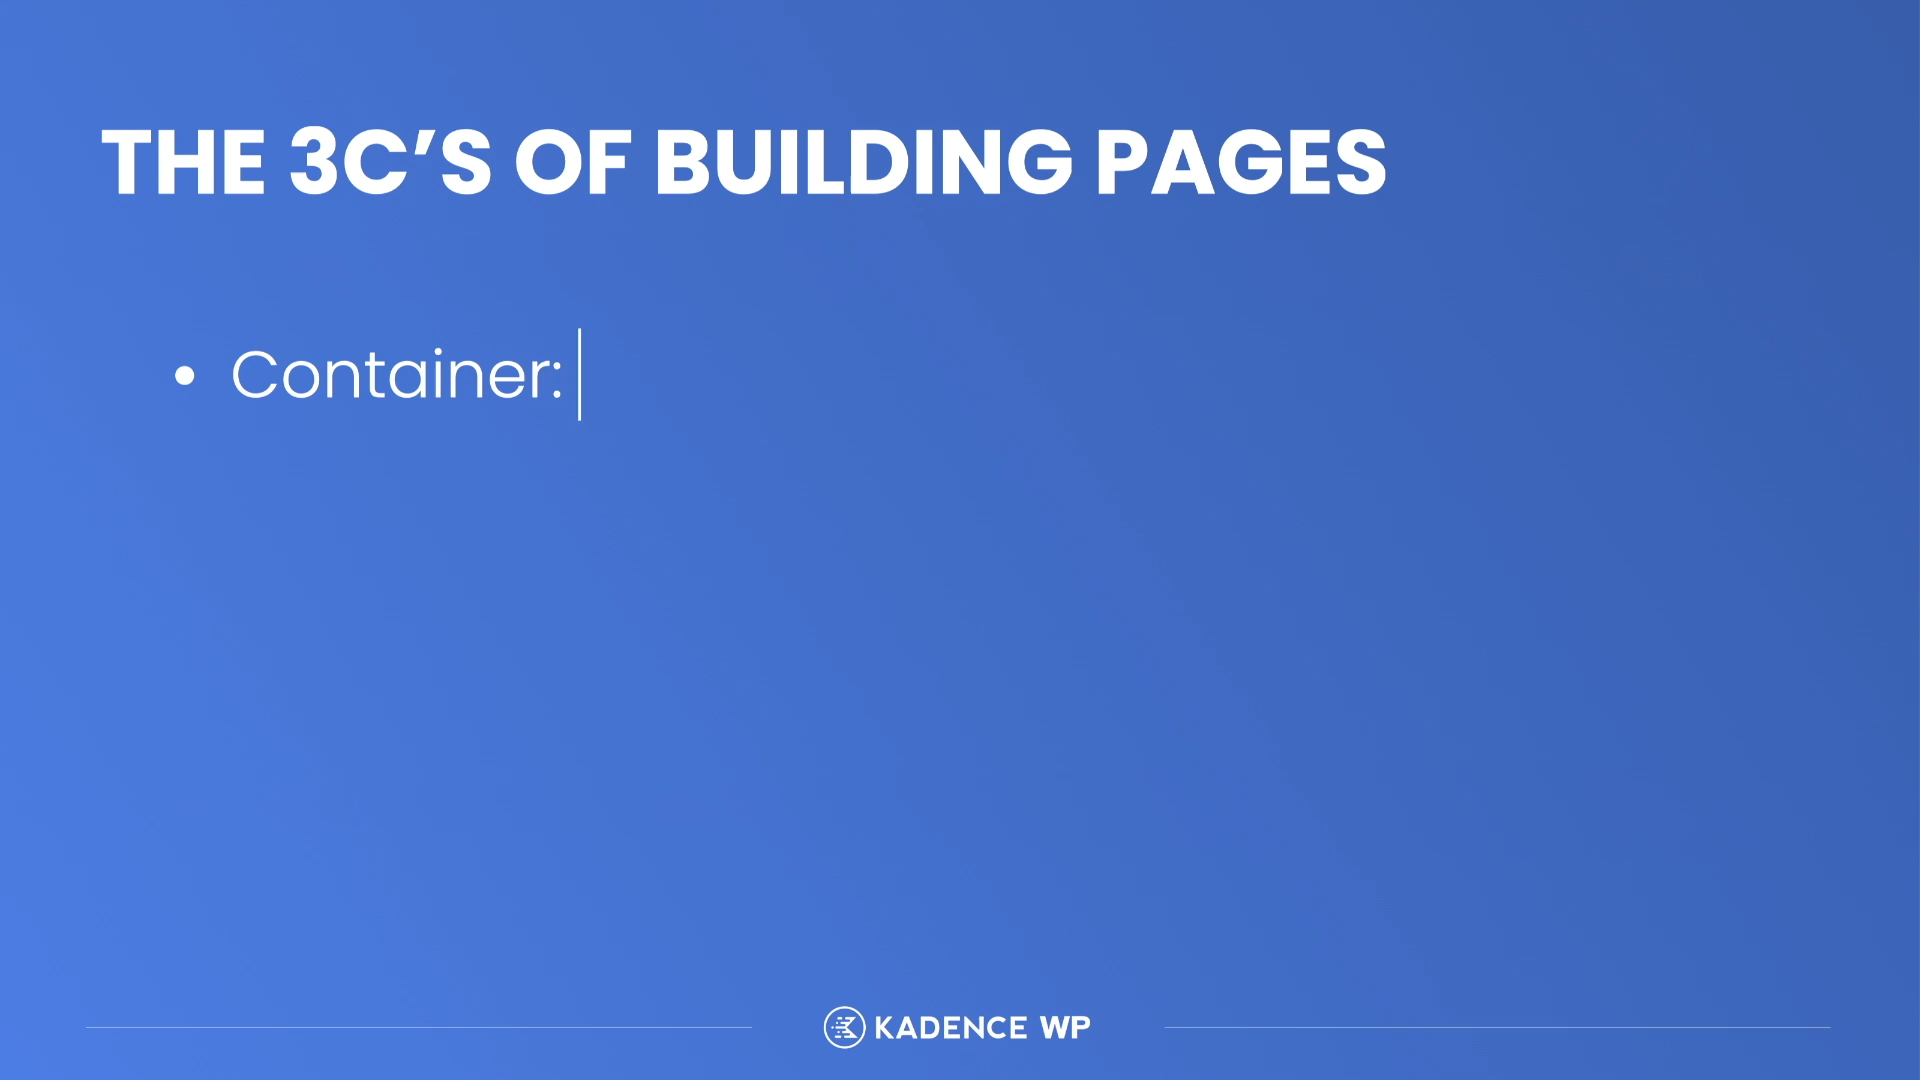 THE 3C’S OF BUILDING PAGES
• Container:
KADENCE WP